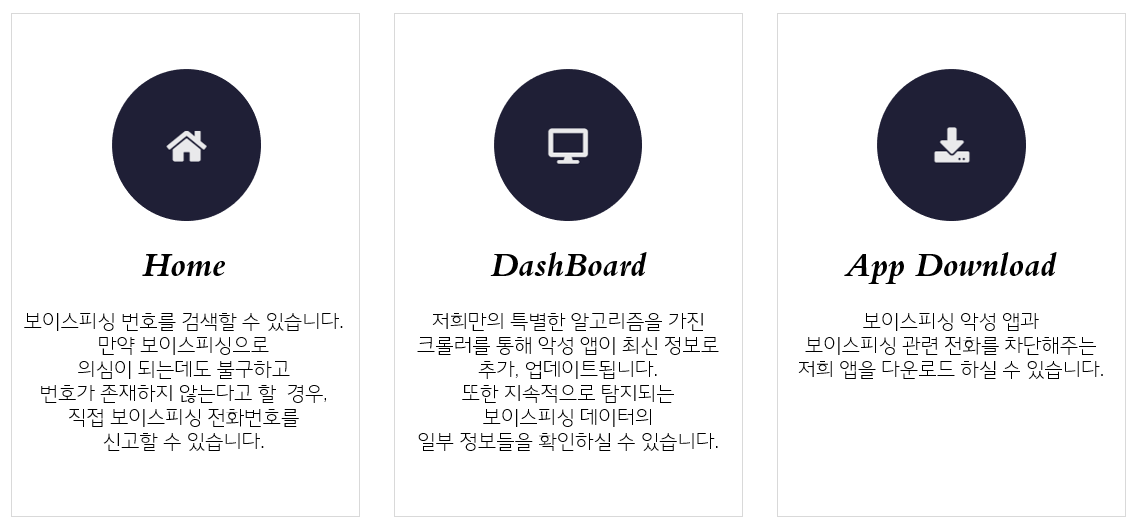 Home
보이스피싱 번호를 검색할 수 있습니다.
만약 보이스피싱으로
의심이 되는데도 불구하고
번호가 존재하지 않는다고 할 경우,
직접 보이스피싱 전화번호를
신고할 수 있습니다.
DashBoard
저희만의 특별한 알고리즘을 가진
크롤러를 통해 악성 앱이 최신 정보로
추가, 업데이트됩니다.
또한 지속적으로 탐지되는
보이스피싱 데이터의
일부 정보들을 확인하실 수 있습니다.
App Download
보이스피싱 악성 앱과
보이스피싱 관련 전화를 차단해주는
저희 앱을 다운로드 하실 수 있습니다.